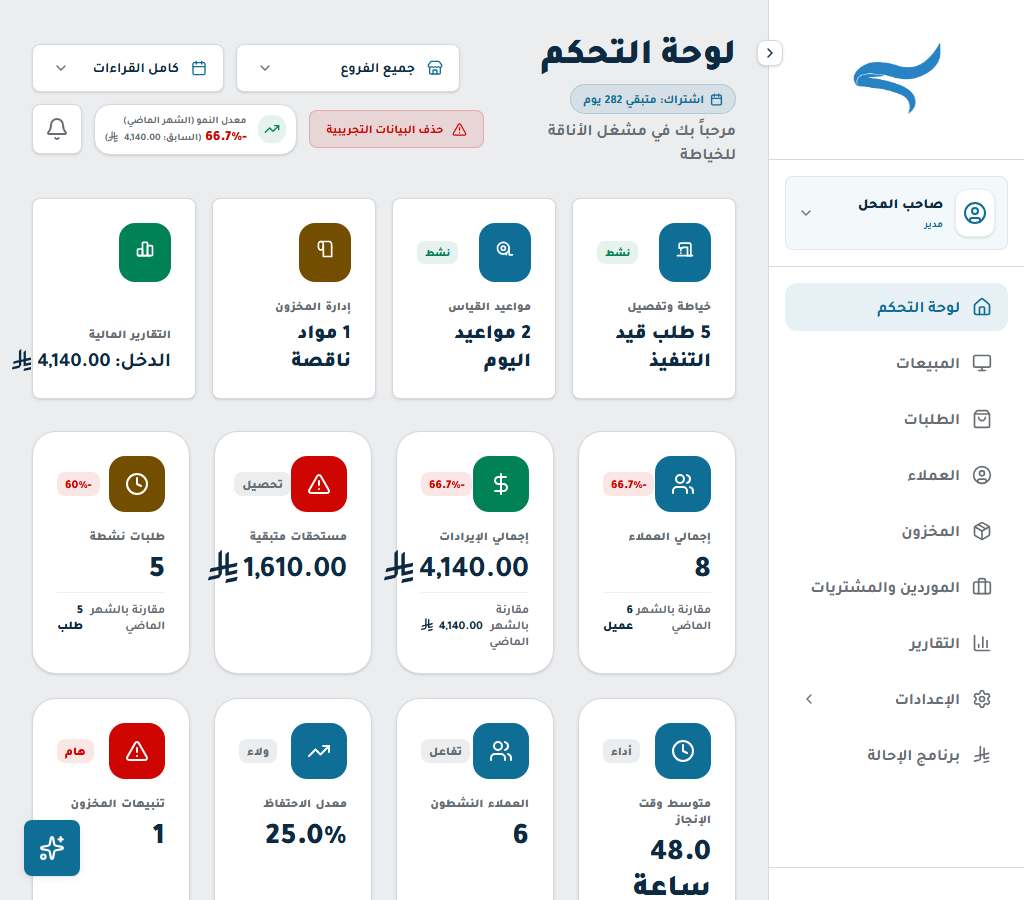 صاحب المحل
مدير
لوحة التحكم
المبيعات
الطلبات
العملاء
المخزون
الموردين والمشتريات
التقارير
الإعدادات
برنامج الإحالة
لوحة التحكم
اشتراك: متبقي 282 يوم
مرحباً بك في مشغل الأناقة
للخياطة
جميع الفروع
كامل القراءات
حذف البيانات التجريبية
معدل النمو (الشهر الماضي)
-66.7% (السابق: 4,140.00 ⃁)
نشط
خياطة وتفصيل
5 طلب قيد
التنفيذ
نشط
مواعيد القياس
2 مواعيد
اليوم
إدارة المخزون
1 مواد
ناقصة
التقارير المالية
الدخل: 4,140.00 ⃁
-66.7%
إجمالي العملاء
8
مقارنة بالشهر الماضي
6 عميل
-66.7%
إجمالي الإيرادات
4,140.00 ⃁
مقارنة بالشهر الماضي
4,140.00 ⃁
تحصيل
مستحقات متبقية
1,610.00 ⃁
-60%
طلبات نشطة
5
مقارنة بالشهر الماضي
5 طلب
أداء
متوسط وقت
الإنجاز
48.0
ساعة
تفاعل
العملاء النشطون
6
ولاء
معدل الاحتفاظ
25.0%
هام
تنبيهات المخزون
1